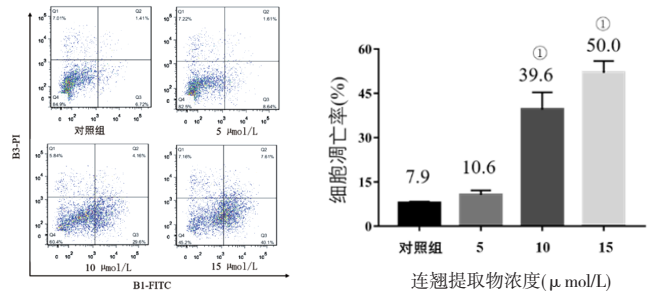 Q1
7.01%
Q2
1.41%
Q4
84.9%
Q3
6.72%
对照组
Q1
7.22%
Q2
1.61%
Q4
82.5%
Q3
8.64%
5 μmol/L
Q1
5.84%
Q2
4.16%
Q4
60.4%
Q3
29.6%
10 μmol/L
Q1
7.16%
Q2
7.61%
Q4
45.2%
Q3
40.1%
15 μmol/L
B3-PI
B1-FITC
细胞凋亡率(%)
60
45
30
15
0
7.9
10.6
①
39.6
①
50.0
对照组 5 10 15
连翘提取物浓度(μ mol/L)